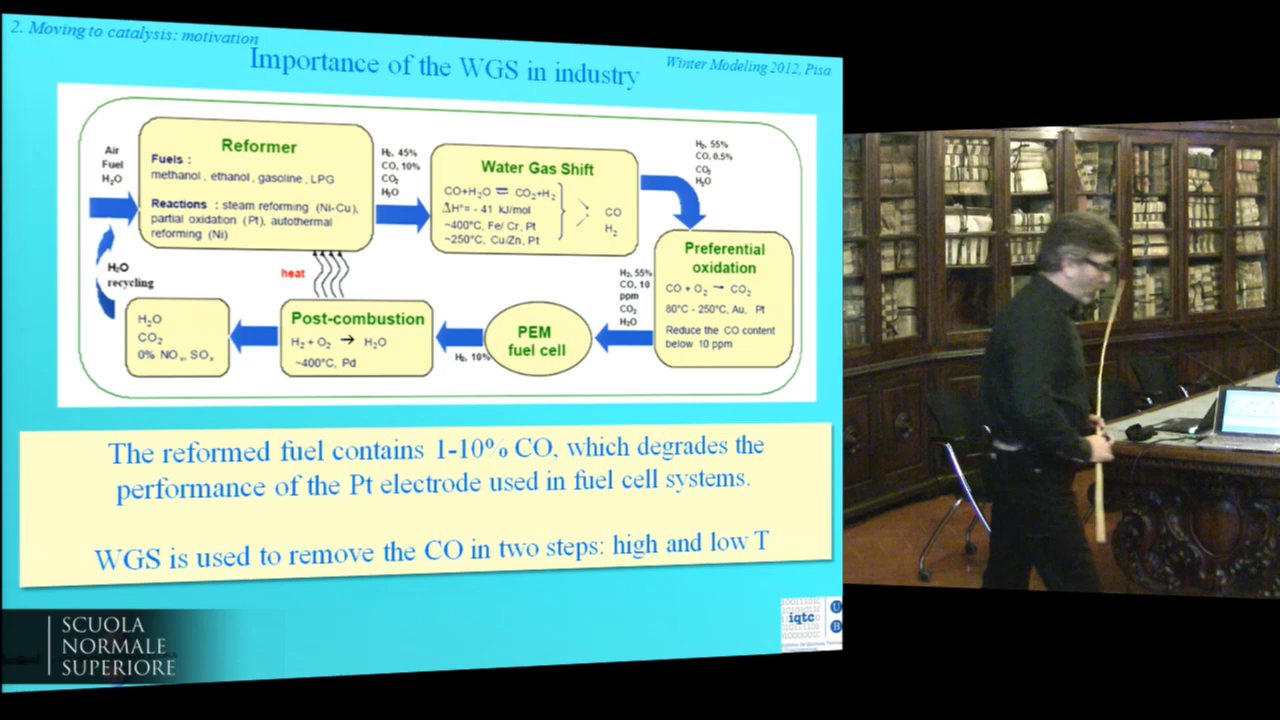 2. Moving to catalysis: motivation
Winter Modeling 2012, Pisa
Importance of the WGS in industry
Air
Fuel
H₂O
Reformer
Fuels :
methanol , ethanol , gasoline , LPG
Reactions : steam reforming (Ni-Cu),
partial oxidation (Pt), autothermal
reforming (Ni)
H₂, 45%
CO, 10%
CO₂
H₂O
Water Gas Shift
CO+H₂O = CO₂+H₂
ΔH°= - 41 kJ/mol
~400°C, Fe/ Cr, Pt
~250°C, Cu/Zn, Pt
CO
H₂
H₂, 55%
CO, 0.5%
CO₂
H₂O
Preferential
oxidation
CO + O₂ → CO₂
80°C - 250°C, Au, Pt
Reduce the CO content
below 10 ppm
H₂, 55%
CO, 10
ppm
CO₂
H₂O
PEM
fuel cell
H₂, 10%
heat
Post-combustion
H₂ + O₂ → H₂O
~400°C, Pd
H₂O
CO₂
0% NOₓ, SOₓ
H₂O
recycling
The reformed fuel contains 1-10% CO, which degrades the
performance of the Pt electrode used in fuel cell systems.
WGS is used to remove the CO in two steps: high and low T
SCUOLA
NORMALE
SUPERIORE
iqtc
U
B